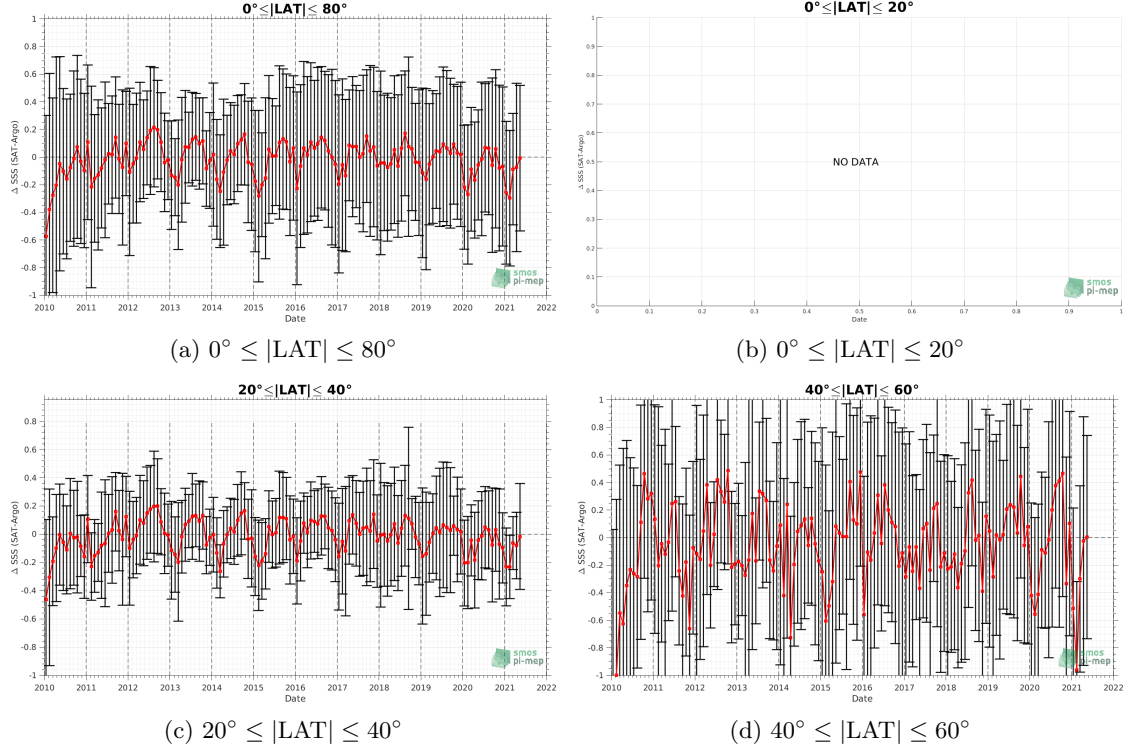 0°≤|LAT|≤ 80°
1
0.8
0.6
0.4
0.2
0
-0.2
-0.4
-0.6
-0.8
-1
Δ SSS (SAT-Argo)
2010 2011 2012 2013 2014 2015 2016 2017 2018 2019 2020 2021 2022
Date
smos
pi-mep
(a) 0° ≤ |LAT| ≤ 80°
0°≤|LAT|≤ 20°
1
0.9
0.8
0.7
0.6
0.5
0.4
0.3
0.2
0.1
0
Δ SSS (SAT-Argo)
NO DATA
0 0.1 0.2 0.3 0.4 0.5 0.6 0.7 0.8 0.9 1
Date
smos
pi-mep
(b) 0° ≤ |LAT| ≤ 20°
20°≤|LAT|≤ 40°
0.8
0.6
0.4
0.2
0
-0.2
-0.4
-0.6
-0.8
-1
Δ SSS (SAT-Argo)
2010 2011 2012 2013 2014 2015 2016 2017 2018 2019 2020 2021 2022
Date
smos
pi-mep
(c) 20° ≤ |LAT| ≤ 40°
40°≤|LAT|≤ 60°
1
0.8
0.6
0.4
0.2
0
-0.2
-0.4
-0.6
-0.8
-1
Δ SSS (SAT-Argo)
2010 2011 2012 2013 2014 2015 2016 2017 2018 2019 2020 2021 2022
Date
smos
pi-mep
(d) 40° ≤ |LAT| ≤ 60°